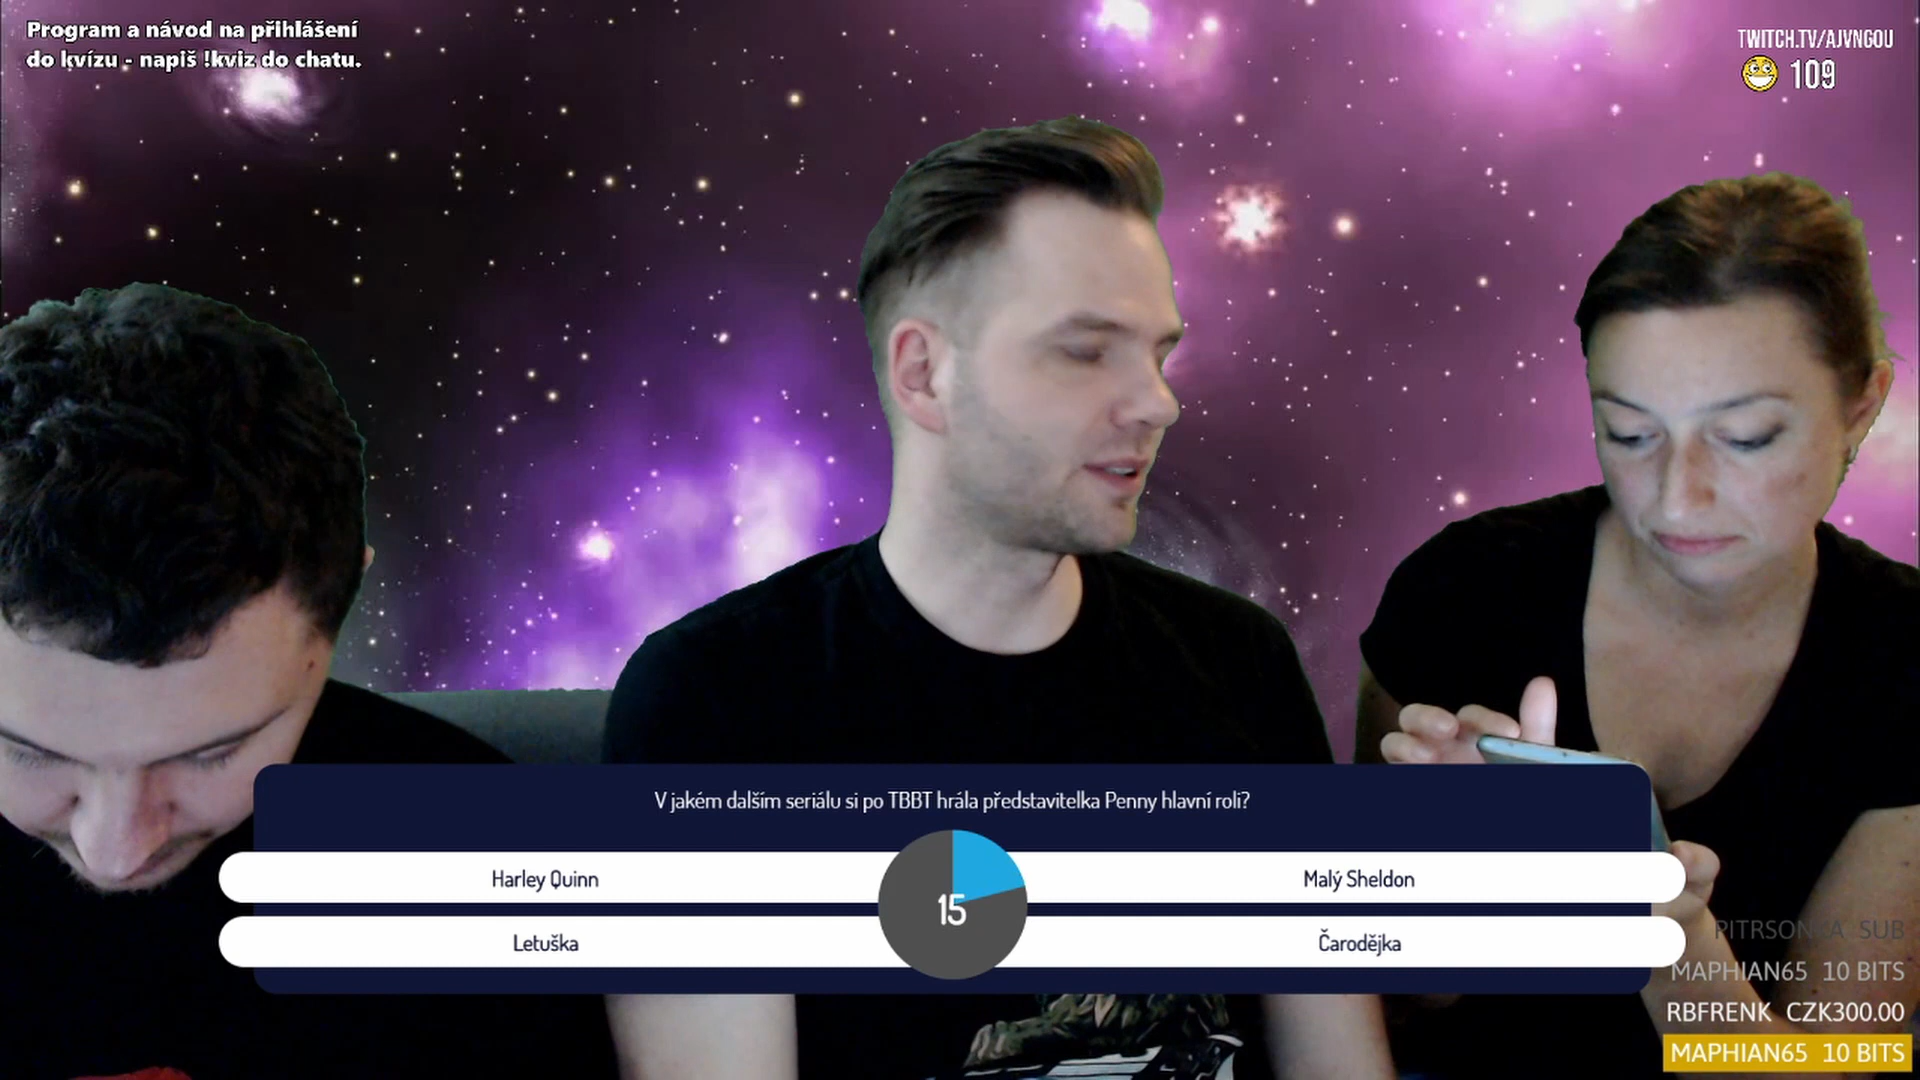 Program a návod na přihlášení
do kvízu - napiš !kviz do chatu.
TWITCH.TV/AJVNGOU
109
V jakém dalším seriálu si po TBBT hrála představitelka Penny hlavní roli?
Harley Quinn
Malý Sheldon
15
Letuška
Čarodějka
PITRSONKA SUB
MAPHIAN65 10 BITS
RBFRENK CZK300.00
MAPHIAN65 10 BITS